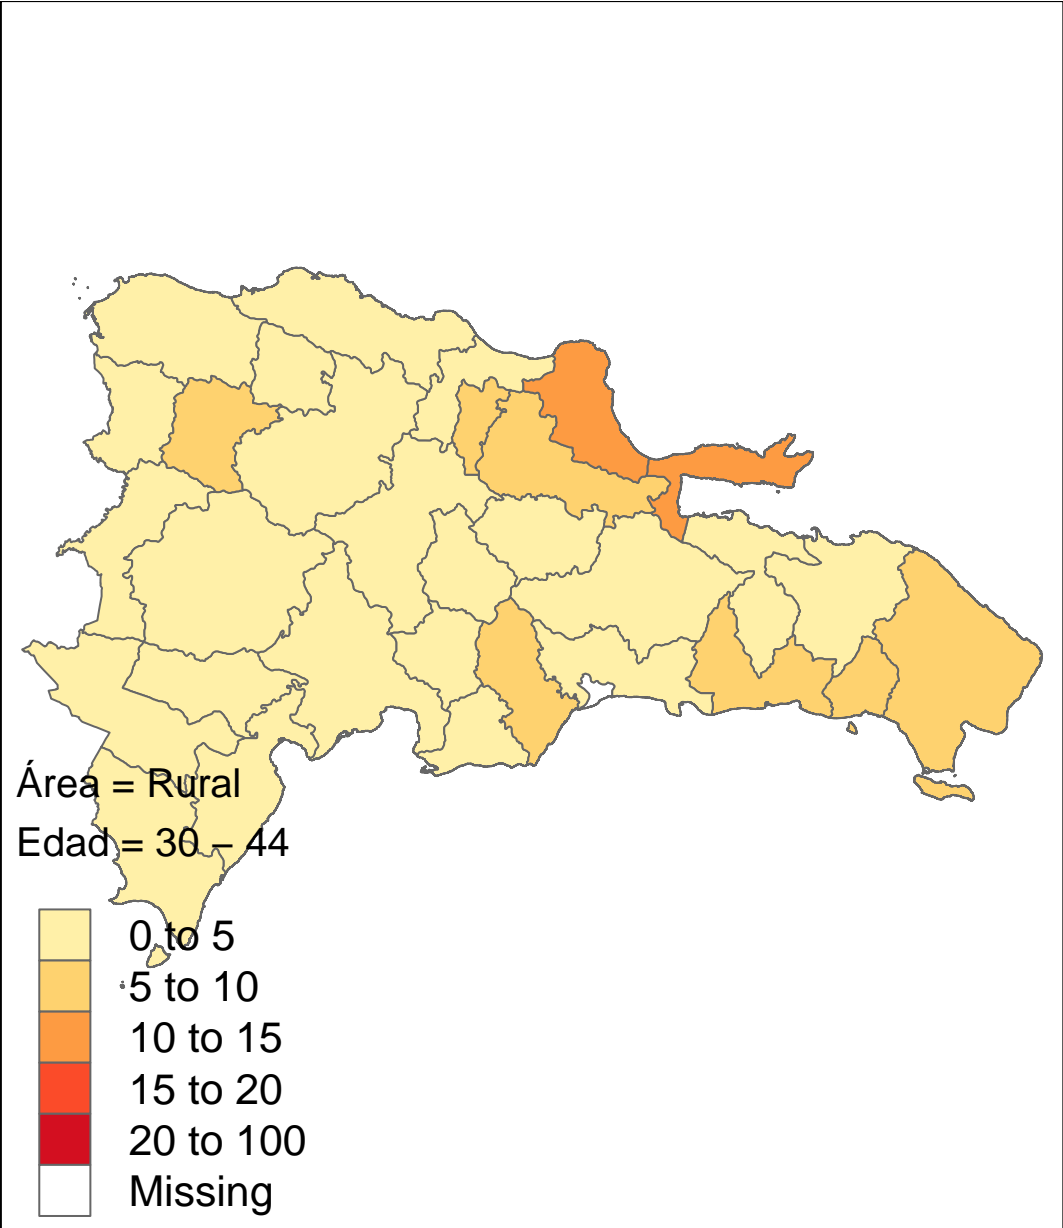 Área = Rural
Edad = 30 – 44
0 to 5
5 to 10
10 to 15
15 to 20
20 to 100
Missing